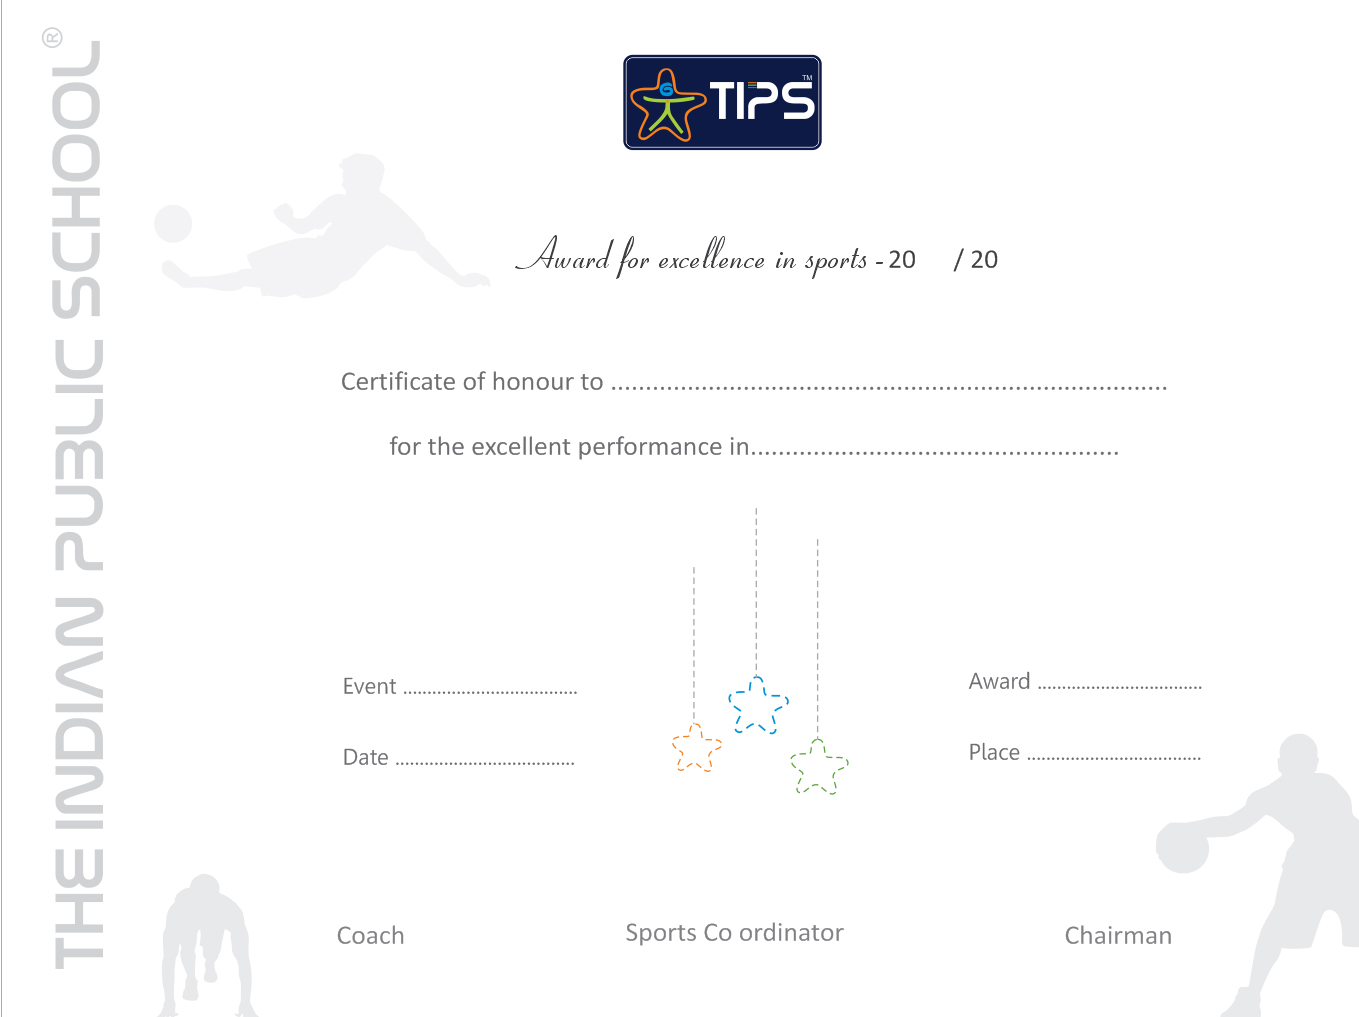 THE INDIAN PUBLIC SCHOOL®
TIPS™
Award for excellence in sports - 20 / 20
Certificate of honour to ................................................................................
for the excellent performance in.....................................................
Event ....................................
Award ..................................
Date .....................................
Place ....................................
Coach
Sports Co ordinator
Chairman